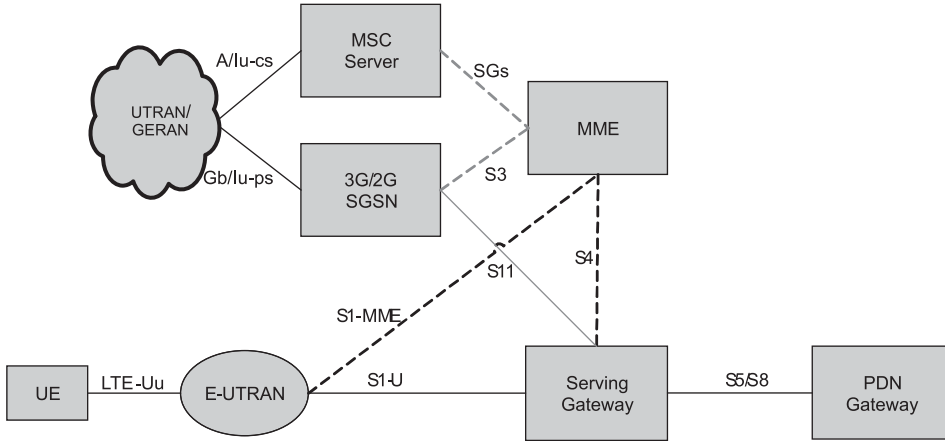 MSC
Server
A/Iu-cs
SGs
UTRAN/
GERAN
MME
Gb/Iu-ps
3G/2G
SGSN
S3
S11
S4
S1-MME
UE
LTE-Uu
E-UTRAN
S1-U
Serving
Gateway
S5/S8
PDN
Gateway